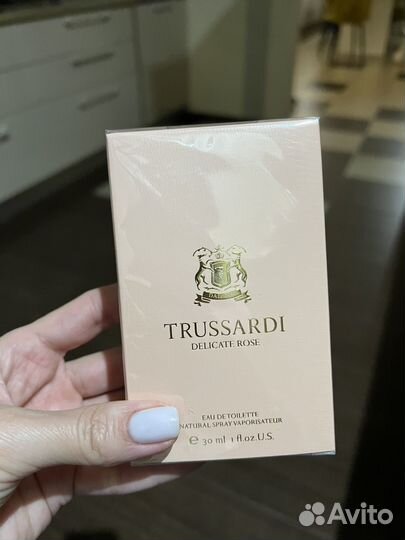 TRUSSARDI
DELICATE ROSE
EAU DE TOILETTE
NATURAL SPRAY VAPORISATEUR
℮ 30 ml 1 fl.oz.U.S.
Avito